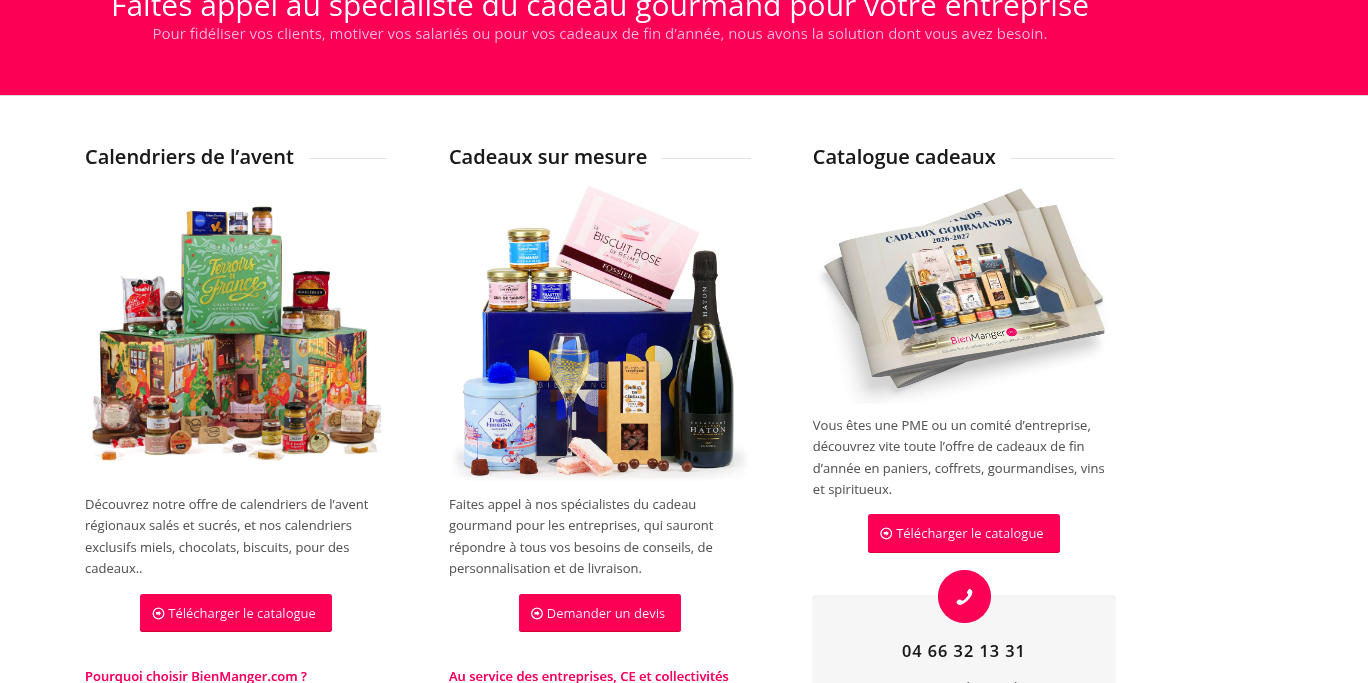 Faites appel au spécialiste du cadeau gourmand pour votre entreprise
Pour fidéliser vos clients, motiver vos salariés ou pour vos cadeaux de fin d’année, nous avons la solution dont vous avez besoin.
Calendriers de l’avent
Terroirs
DE
France
CALENDRIER DE
L'AVENT GOURMAND
Découvrez notre offre de calendriers de l’avent
régionaux salés et sucrés, et nos calendriers
exclusifs miels, chocolats, biscuits, pour des
cadeaux..
Télécharger le catalogue
Pourquoi choisir BienManger.com ?
Cadeaux sur mesure
BISCUIT ROSE
DE REIMS
FOSSIER
HATON
HATON
Faites appel à nos spécialistes du cadeau
gourmand pour les entreprises, qui sauront
répondre à tous vos besoins de conseils, de
personnalisation et de livraison.
Demander un devis
Au service des entreprises, CE et collectivités
Catalogue cadeaux
CADEAUX GOURMANDS
2026-2027
BienManger
Vous êtes une PME ou un comité d’entreprise,
découvrez vite toute l’offre de cadeaux de fin
d’année en paniers, coffrets, gourmandises, vins
et spiritueux.
Télécharger le catalogue
04 66 32 13 31